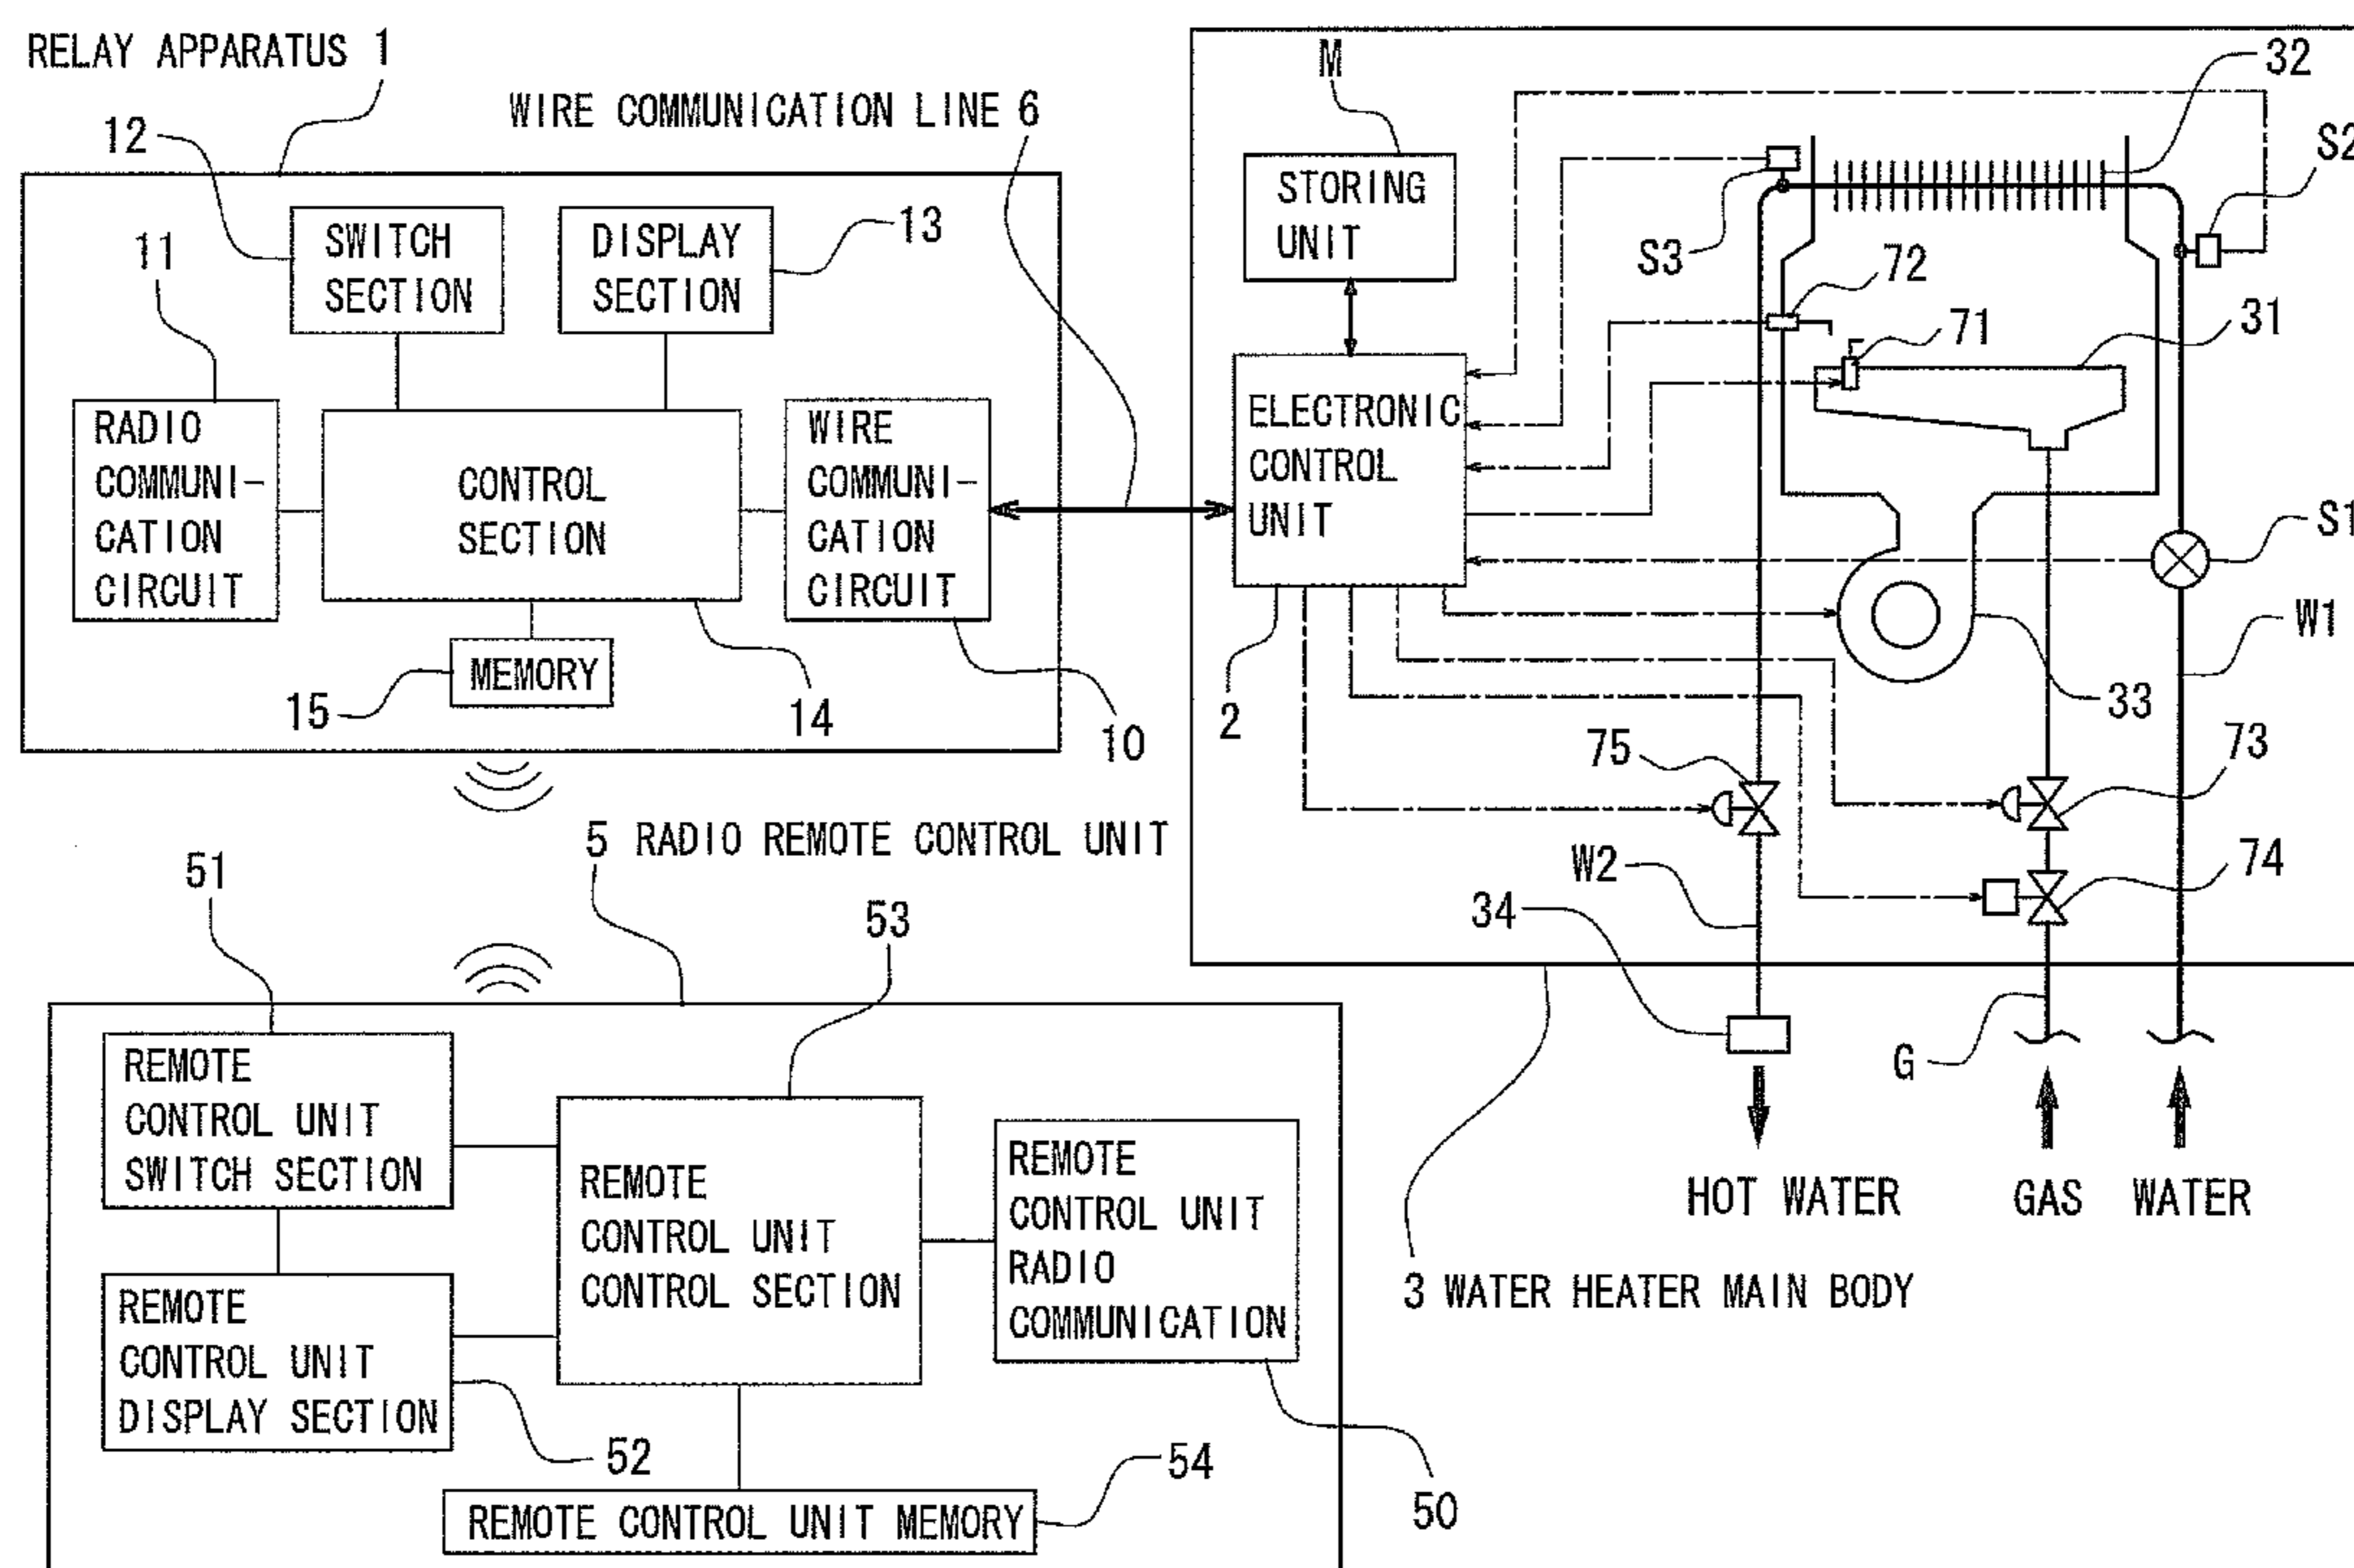 RELAY APPARATUS 1
WIRE COMMUNICATION LINE 6
12
11
SWITCH
SECTION
DISPLAY
SECTION
13
RADIO
COMMUNI-
CATION
CIRCUIT
CONTROL
SECTION
WIRE
COMMUNI-
CATION
CIRCUIT
MEMORY
15
14
10
M
STORING
UNIT
ELECTRONIC
CONTROL
UNIT
2
32
S2
S3
72
71
31
S1
W1
33
75
73
W2
74
34
G
HOT WATER
GAS
WATER
3 WATER HEATER MAIN BODY
5 RADIO REMOTE CONTROL UNIT
51
53
REMOTE
CONTROL UNIT
SWITCH SECTION
REMOTE
CONTROL UNIT
DISPLAY SECTION
52
REMOTE
CONTROL UNIT
CONTROL SECTION
REMOTE
CONTROL UNIT
RADIO
COMMUNICATION
50
REMOTE CONTROL UNIT MEMORY
54